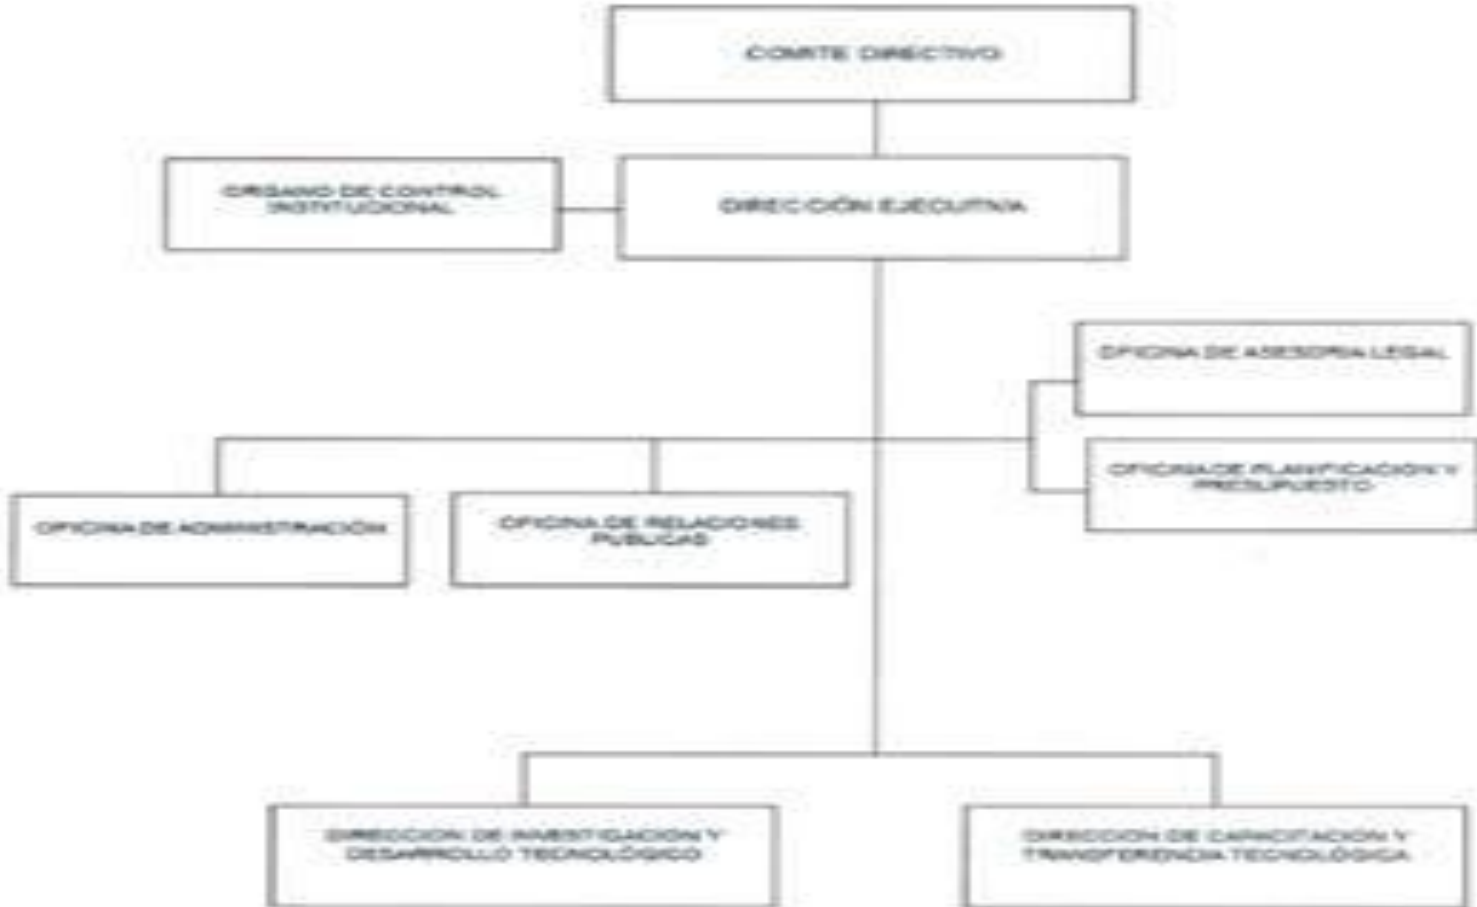 COMITE DIRECTIVO
ORGANO DE CONTROL
INSTITUCIONAL
DIRECCIÓN EJECUTIVA
OFICINA DE ASESORIA LEGAL
OFICINA DE PLANIFICACION Y
PRESUPUESTO
OFICINA DE ADMINISTRACIÓN
OFICINA DE RELACIONES
PUBLICAS
DIRECCION DE INVESTIGACION Y
DESARROLLO TECNOLÓGICO
DIRECCION DE CAPACITACION Y
TRANSFERENCIA TECNOLÓGICA